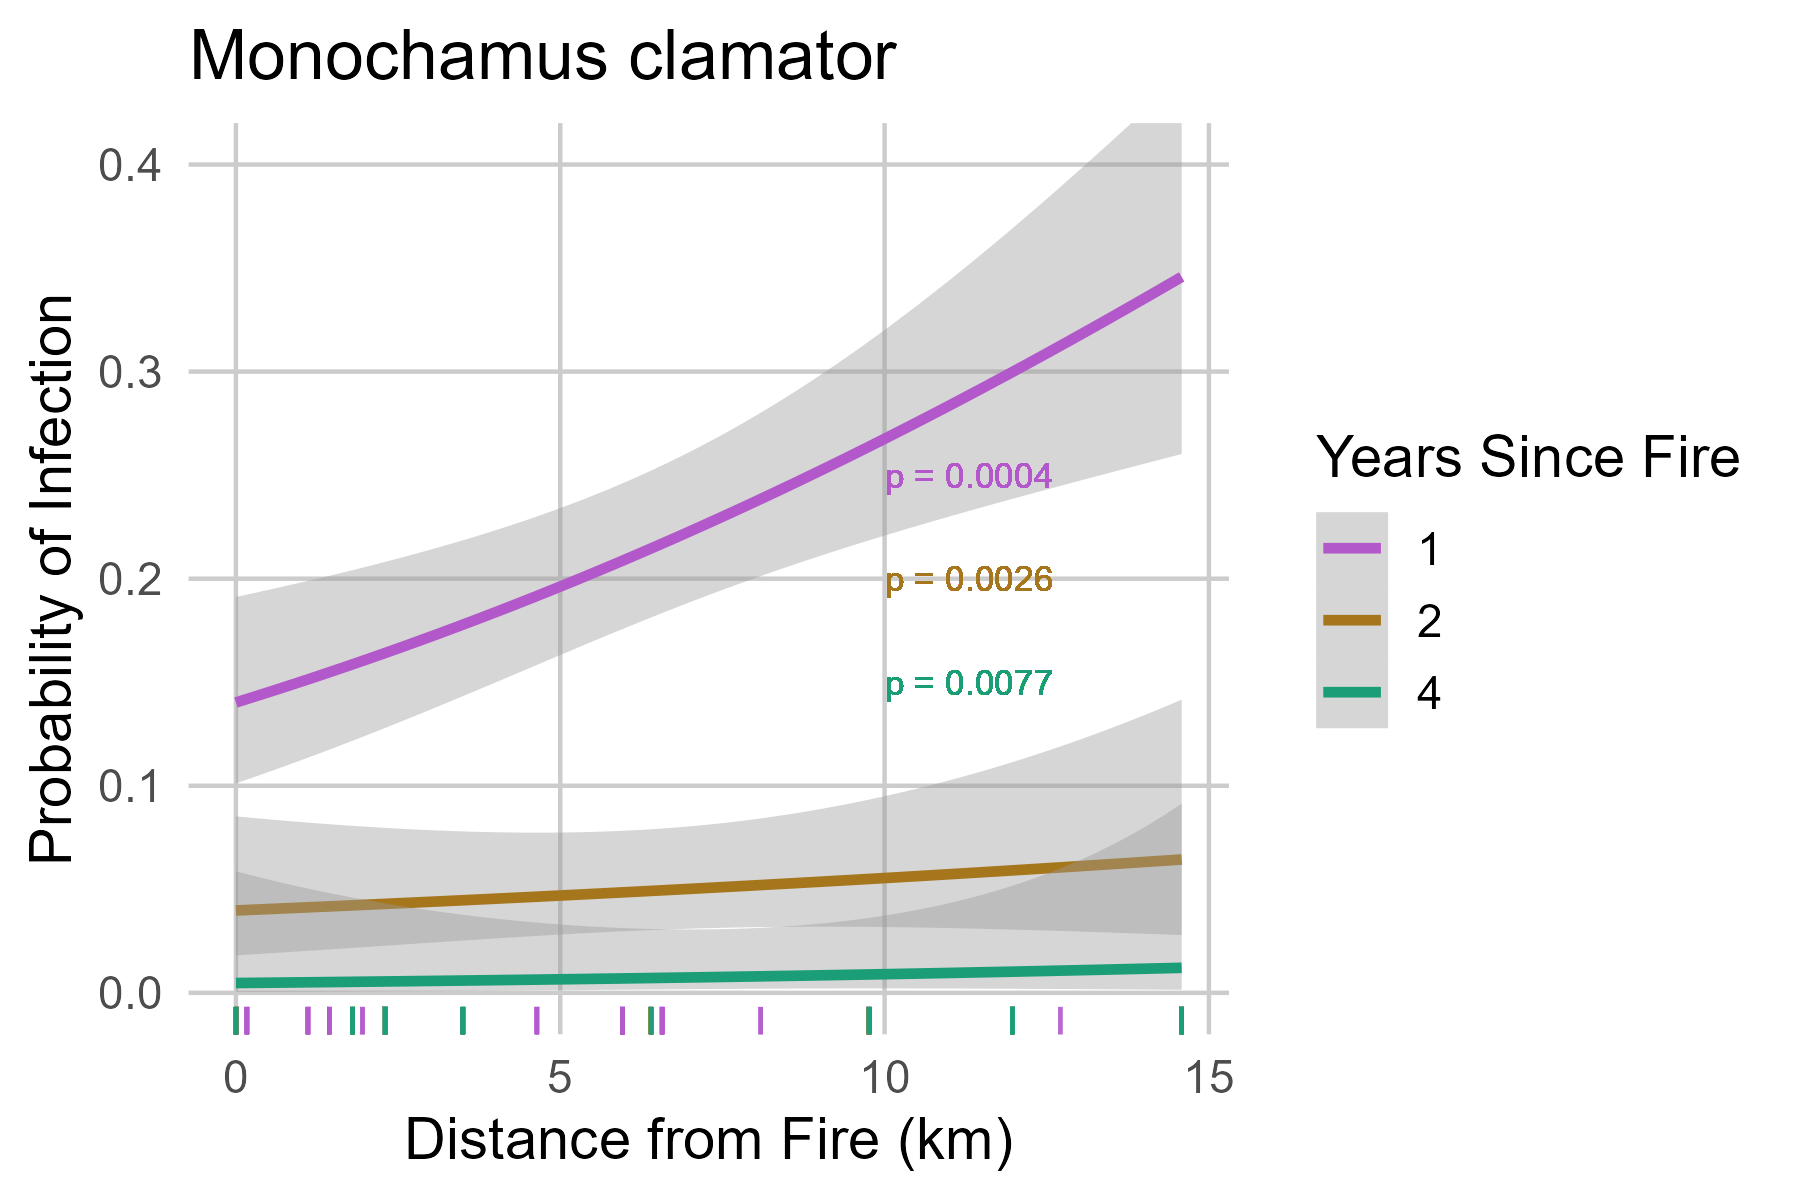 Monochamus clamator
0.4
0.3
0.2
0.1
0.0
Probability of Infection
p = 0.0004
p = 0.0026
p = 0.0077
0 5 10 15
Distance from Fire (km)
Years Since Fire
1
2
4